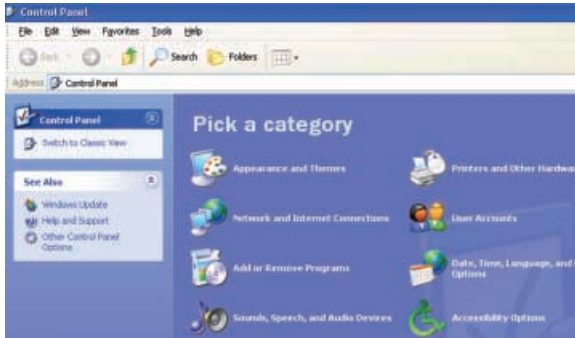 Control Panel
File Edit View Favorites Tools Help
Back Search Folders
Address Control Panel
Control Panel
Switch to Classic View
See Also
Windows Update
Help and Support
Other Control Panel
Options
Pick a category
Appearance and Themes
Printers and Other Hardwa
Network and Internet Connections
User Accounts
Add or Remove Programs
Date, Time, Language, and
Options
Sounds, Speech, and Audio Devices
Accessibility Options